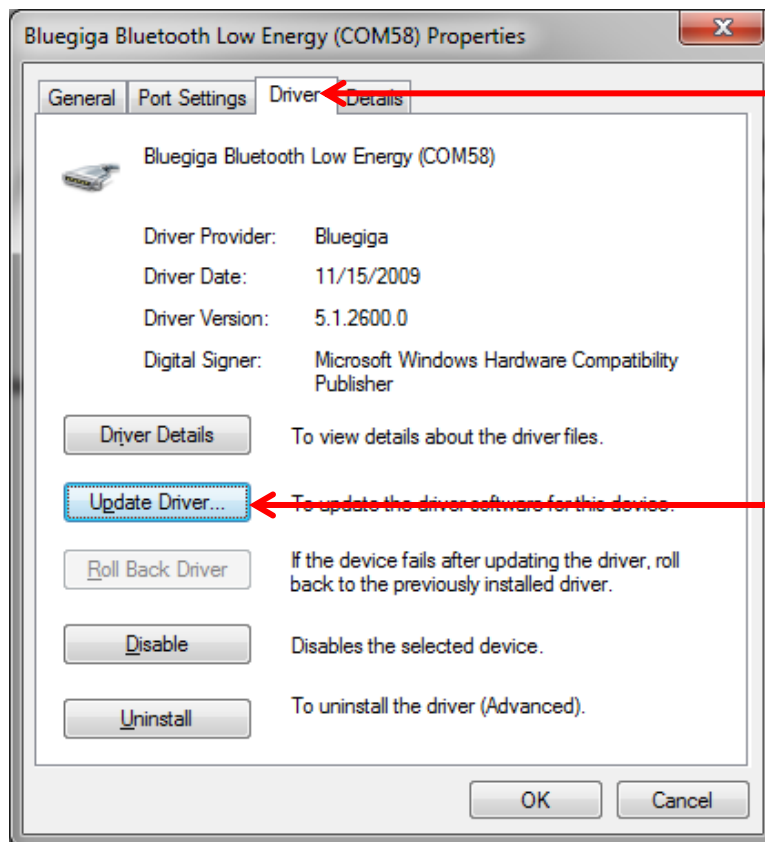 Bluegiga Bluetooth Low Energy (COM58) Properties
General Port Settings Driver Details
Bluegiga Bluetooth Low Energy (COM58)
Driver Provider: Bluegiga
Driver Date: 11/15/2009
Driver Version: 5.1.2600.0
Digital Signer: Microsoft Windows Hardware Compatibility
Publisher
Driver Details To view details about the driver files.
Update Driver... To update the driver software for this device.
Roll Back Driver If the device fails after updating the driver, roll
back to the previously installed driver.
Disable Disables the selected device.
Uninstall To uninstall the driver (Advanced).
OK Cancel